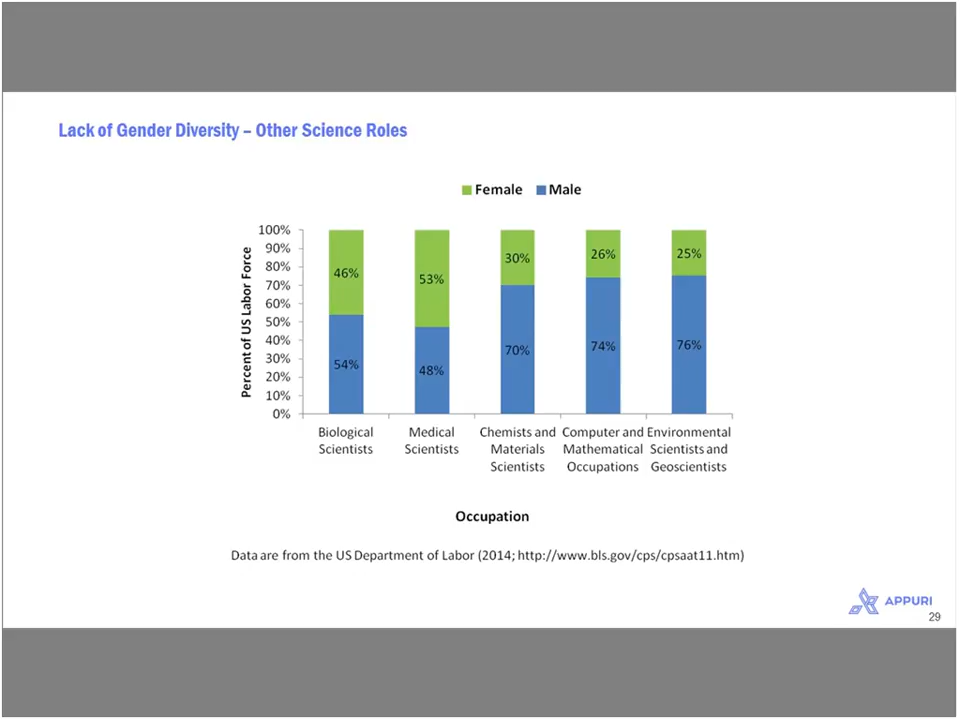 Lack of Gender Diversity – Other Science Roles
Female Male
Percent of US Labor Force
100%
90%
80%
70%
60%
50%
40%
30%
20%
10%
0%
46%
53%
30%
26%
25%
54%
48%
70%
74%
76%
Biological
Scientists
Medical
Scientists
Chemists and
Materials
Scientists
Computer and
Mathematical
Occupations
Environmental
Scientists and
Geoscientists
Occupation
Data are from the US Department of Labor (2014; http://www.bls.gov/cps/cpsaat11.htm)
APPURI
29